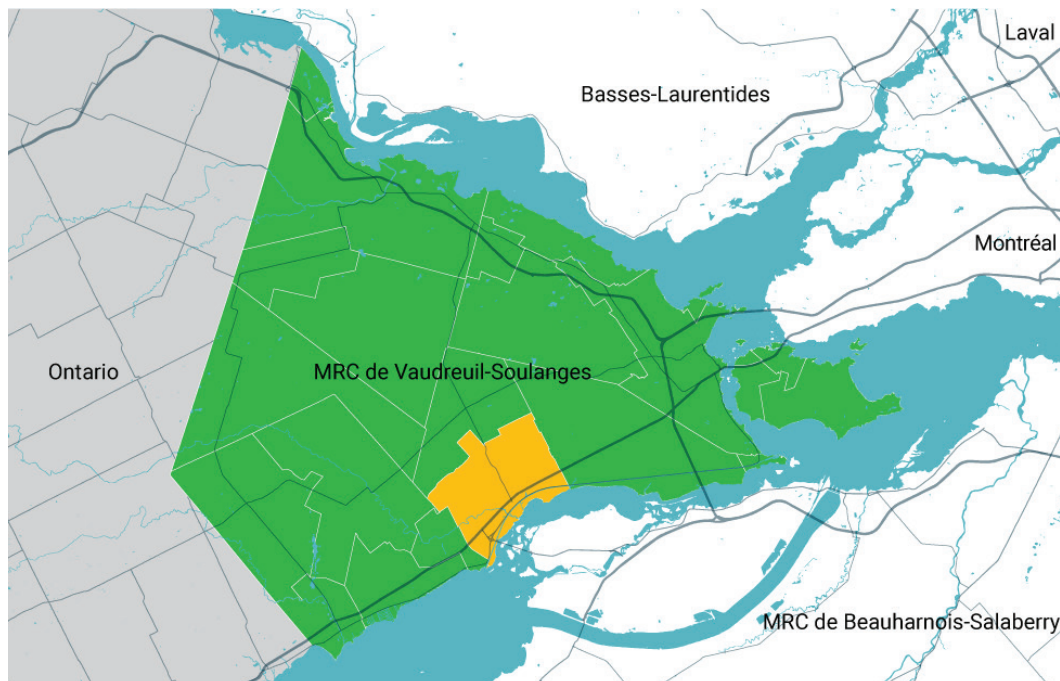 Laval
Basses-Laurentides
Montréal
Ontario
MRC de Vaudreuil-Soulanges
MRC de Beauharnois-Salaberry